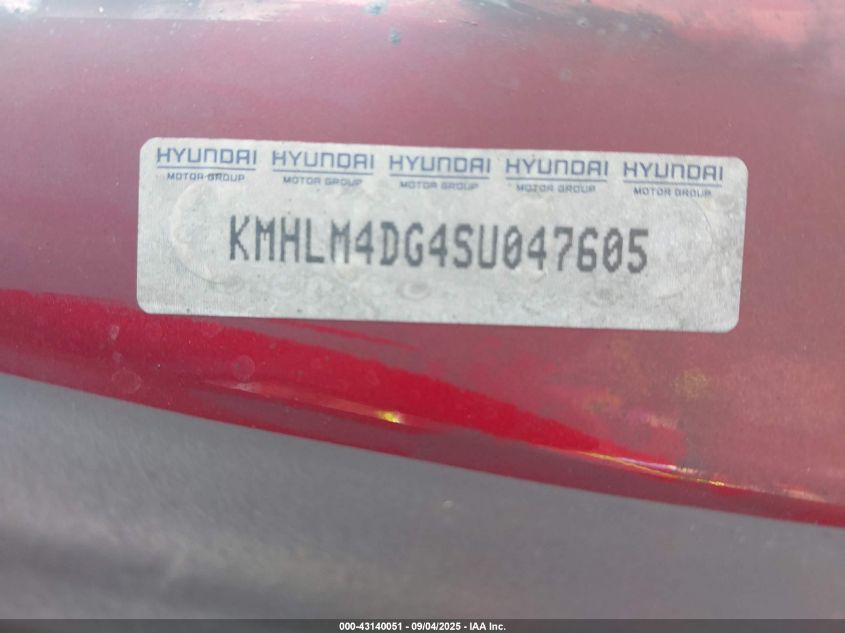 HYUNDAI HYUNDAI HYUNDAI HYUNDAI HYUNDAI
MOTOR GROUP MOTOR GROUP MOTOR GROUP MOTOR GROUP MOTOR GROUP
KMHLM4DG4SU047605
000-43140051 - 09/04/2025 - IAA Inc.